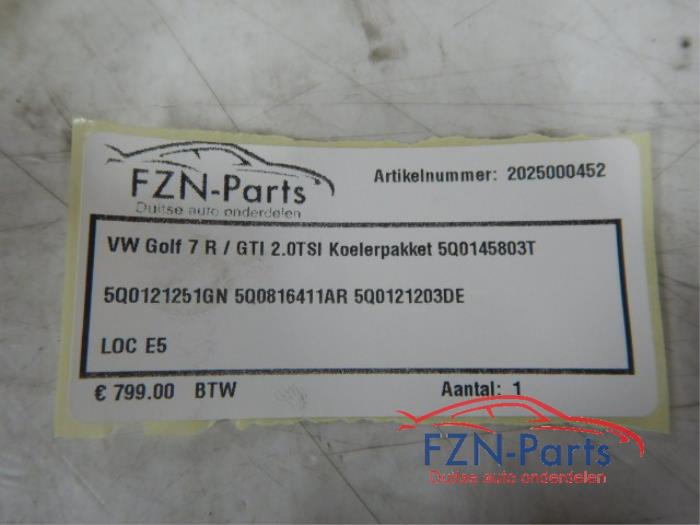 FZN-Parts
Duitse auto onderdelen
Artikelnummer: 2025000452
VW Golf 7 R / GTI 2.0TSI Koelerpakket 5Q0145803T
5Q0121251GN 5Q0816411AR 5Q0121203DE
LOC E5
€ 799.00 BTW Aantal: 1
FZN-Parts
Duitse auto onderdelen